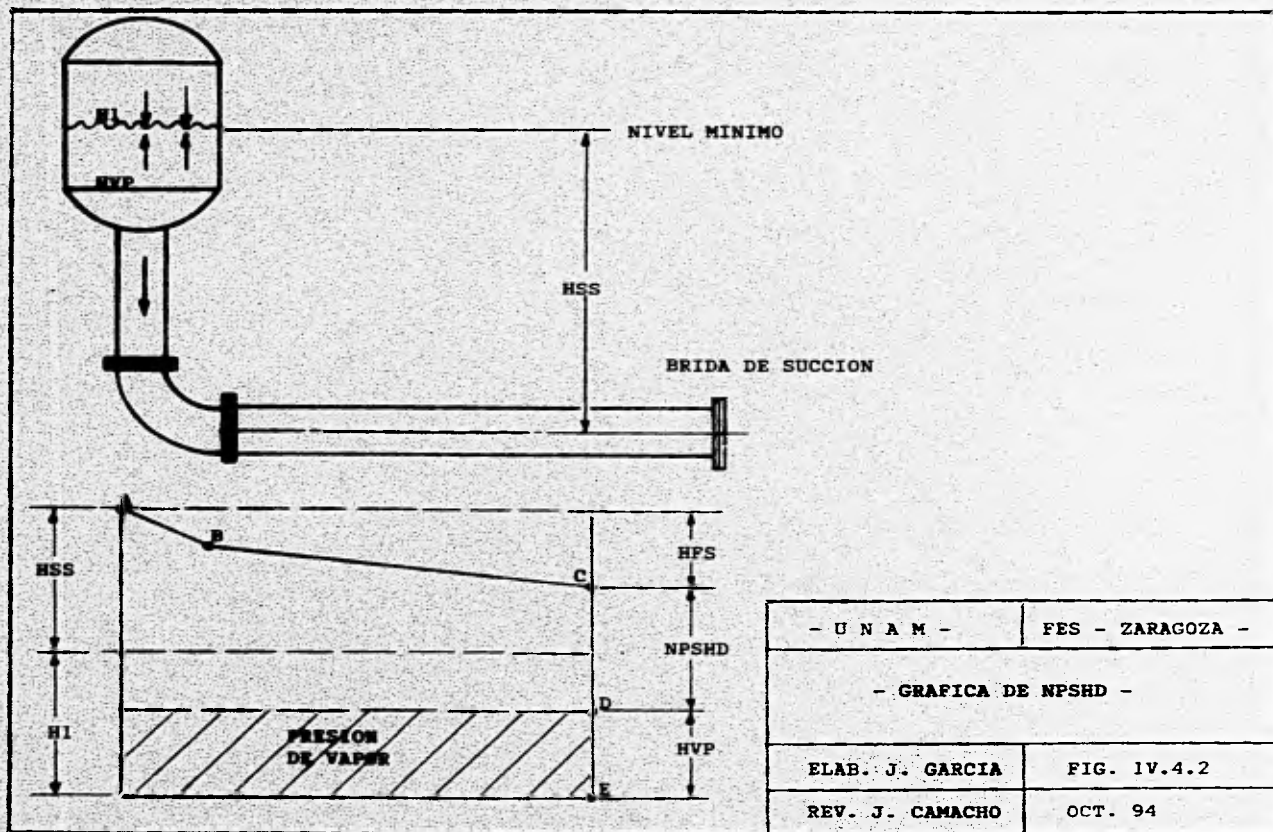 H1
NIVEL MINIMO
HVP
HSS
BRIDA DE SUCCION
A
B
HSS
HFS
C
NPSHD
D
H1
PRESION
DE VAPOR
HVP
E
- U N A M -
FES - ZARAGOZA -
- GRAFICA DE NPSHD -
ELAB. J. GARCIA
FIG. 1V.4.2
REV. J. CAMACHO
OCT. 94